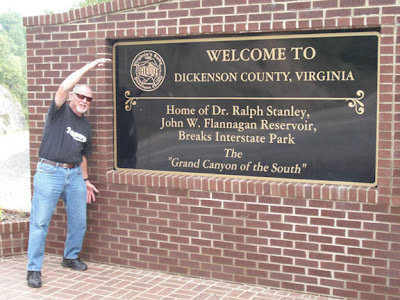 WELCOME TO
DICKENSON COUNTY, VIRGINIA
Home of Dr. Ralph Stanley,
John W. Flannagan Reservoir,
Breaks Interstate Park
The
"Grand Canyon of the South"